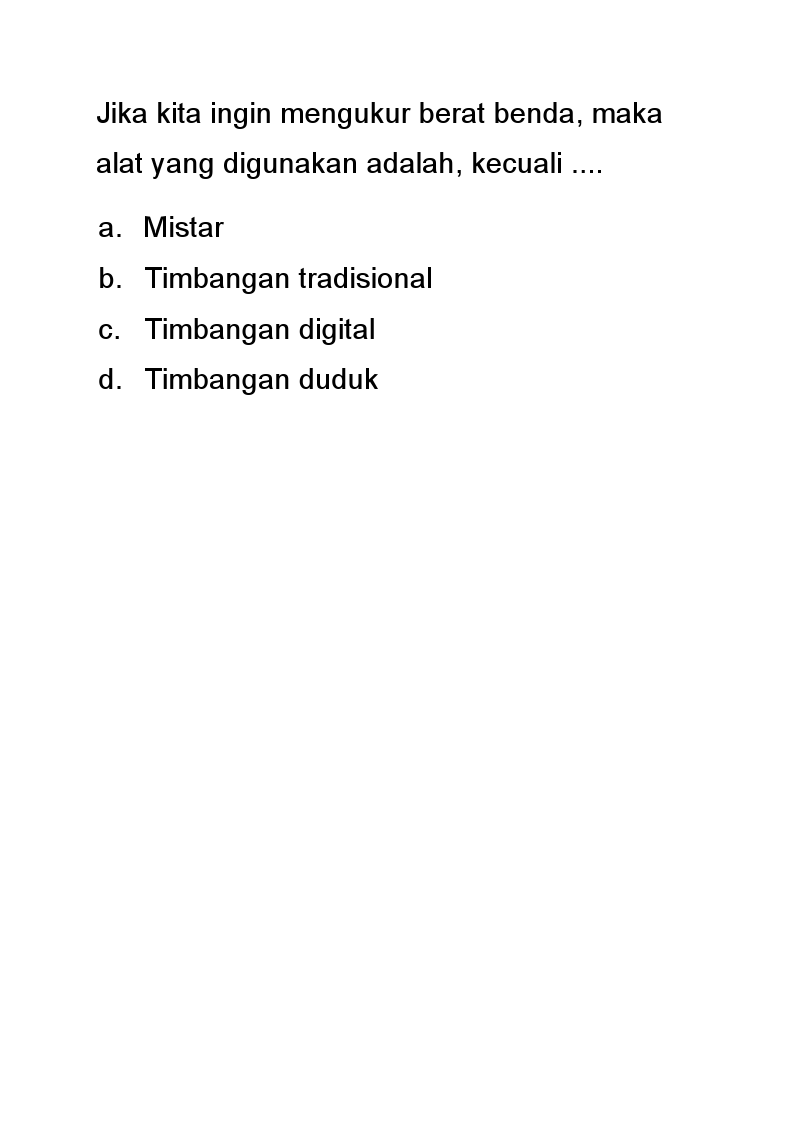 Jika kita ingin mengukur berat benda, maka
alat yang digunakan adalah, kecuali ....
a. Mistar
b. Timbangan tradisional
c. Timbangan digital
d. Timbangan duduk